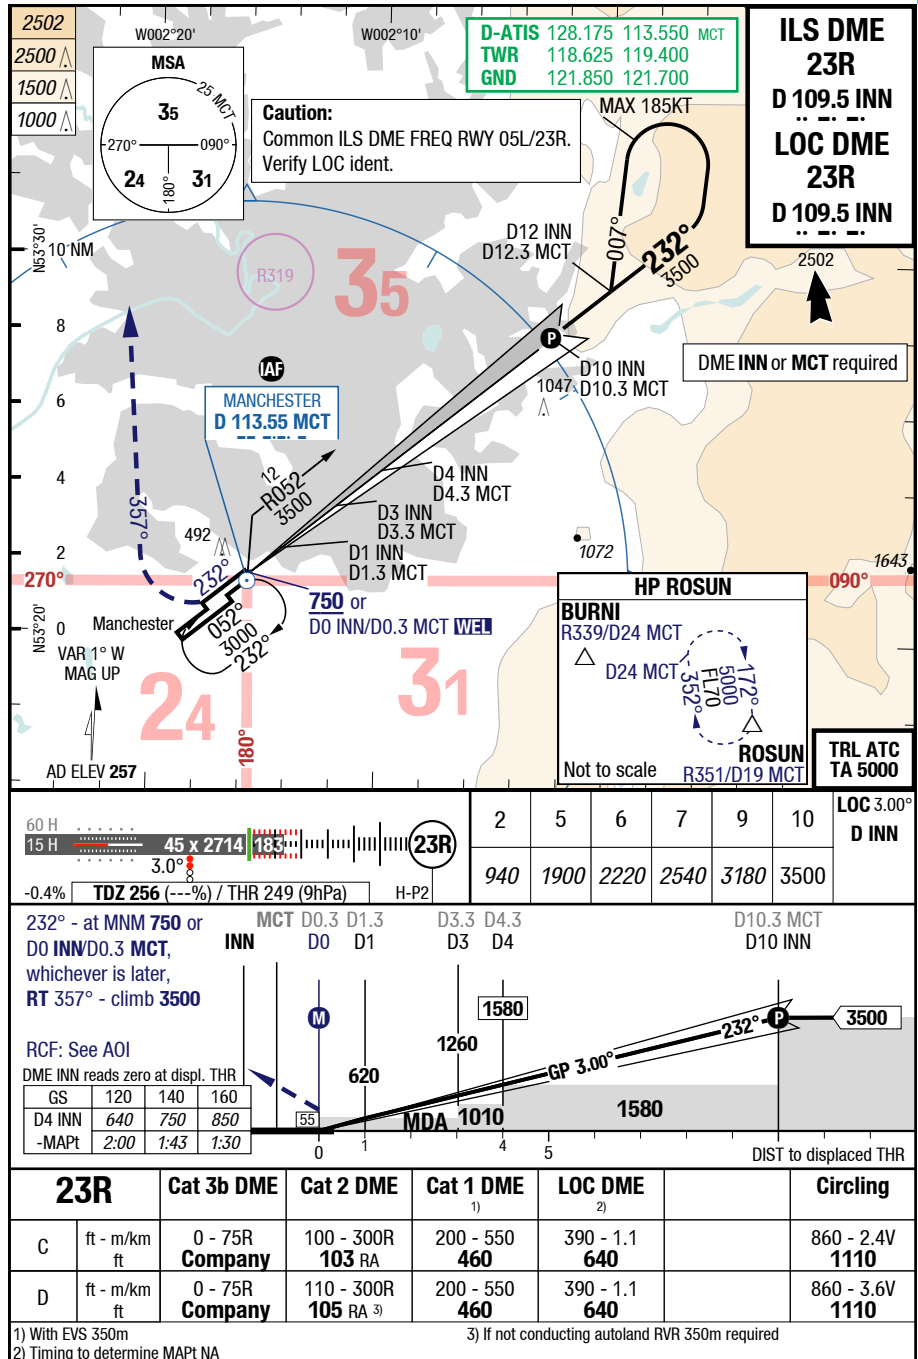 2502
2500
1500
1000
W002°20'
W002°10'
MSA
25 MCT
35
270°
090°
24
31
180°
Caution:
Common ILS DME FREQ RWY 05L/23R.
Verify LOC ident.
D-ATIS 128.175 113.550 MCT
TWR 118.625 119.400
GND 121.850 121.700
ILS DME
23R
D 109.5 INN
LOC DME
23R
D 109.5 INN
MAX 185KT
D12 INN
D12.3 MCT
007°
232°
3500
N53°30'
10 NM
8
6
4
2
0
N53°20'
R319
35
2502
DME INN or MCT required
P
D10 INN
D10.3 MCT
1047
IAF
MANCHESTER
D 113.55 MCT
12
R052
3500
D4 INN
D4.3 MCT
D3 INN
D3.3 MCT
D1 INN
D1.3 MCT
357°
492
232°
1072
1643
270°
090°
750 or
D0 INN/D0.3 MCT WEL
Manchester
052°
3000
232°
VAR 1° W
MAG UP
24
31
180°
AD ELEV 257
HP ROSUN
BURNI
R339/D24 MCT
D24 MCT
172°
5000
FL70
352°
ROSUN
Not to scale
R351/D19 MCT
TRL ATC
TA 5000
60 H
15 H
45 x 2714
183
23R
3.0°
-0.4%
TDZ 256 (---%) / THR 249 (9hPa)
H-P2
2 5 6 7 9 10 LOC 3.00°
D INN
940 1900 2220 2540 3180 3500
232° - at MNM 750 or
D0 INN/D0.3 MCT,
whichever is later,
RT 357° - climb 3500
RCF: See AOI
MCT D0.3 D1.3 D3.3 D4.3 D10.3 MCT
INN D0 D1 D3 D4 D10 INN
M
P
1580
1260
620
232°
3500
GP 3.00°
DME INN reads zero at displ. THR
GS 120 140 160
D4 INN 640 750 850
-MAPt 2:00 1:43 1:30
55
MDA
1010
1580
0 1 4 5
DIST to displaced THR
23R Cat 3b DME Cat 2 DME Cat 1 DME 1) LOC DME 2) Circling
C ft - m/km 0 - 75R 100 - 300R 200 - 550 390 - 1.1 860 - 2.4V
ft Company 103 RA 460 640 1110
D ft - m/km 0 - 75R 110 - 300R 200 - 550 390 - 1.1 860 - 3.6V
ft Company 105 RA 3) 460 640 1110
1) With EVS 350m
3) If not conducting autoland RVR 350m required
2) Timing to determine MAPt NA